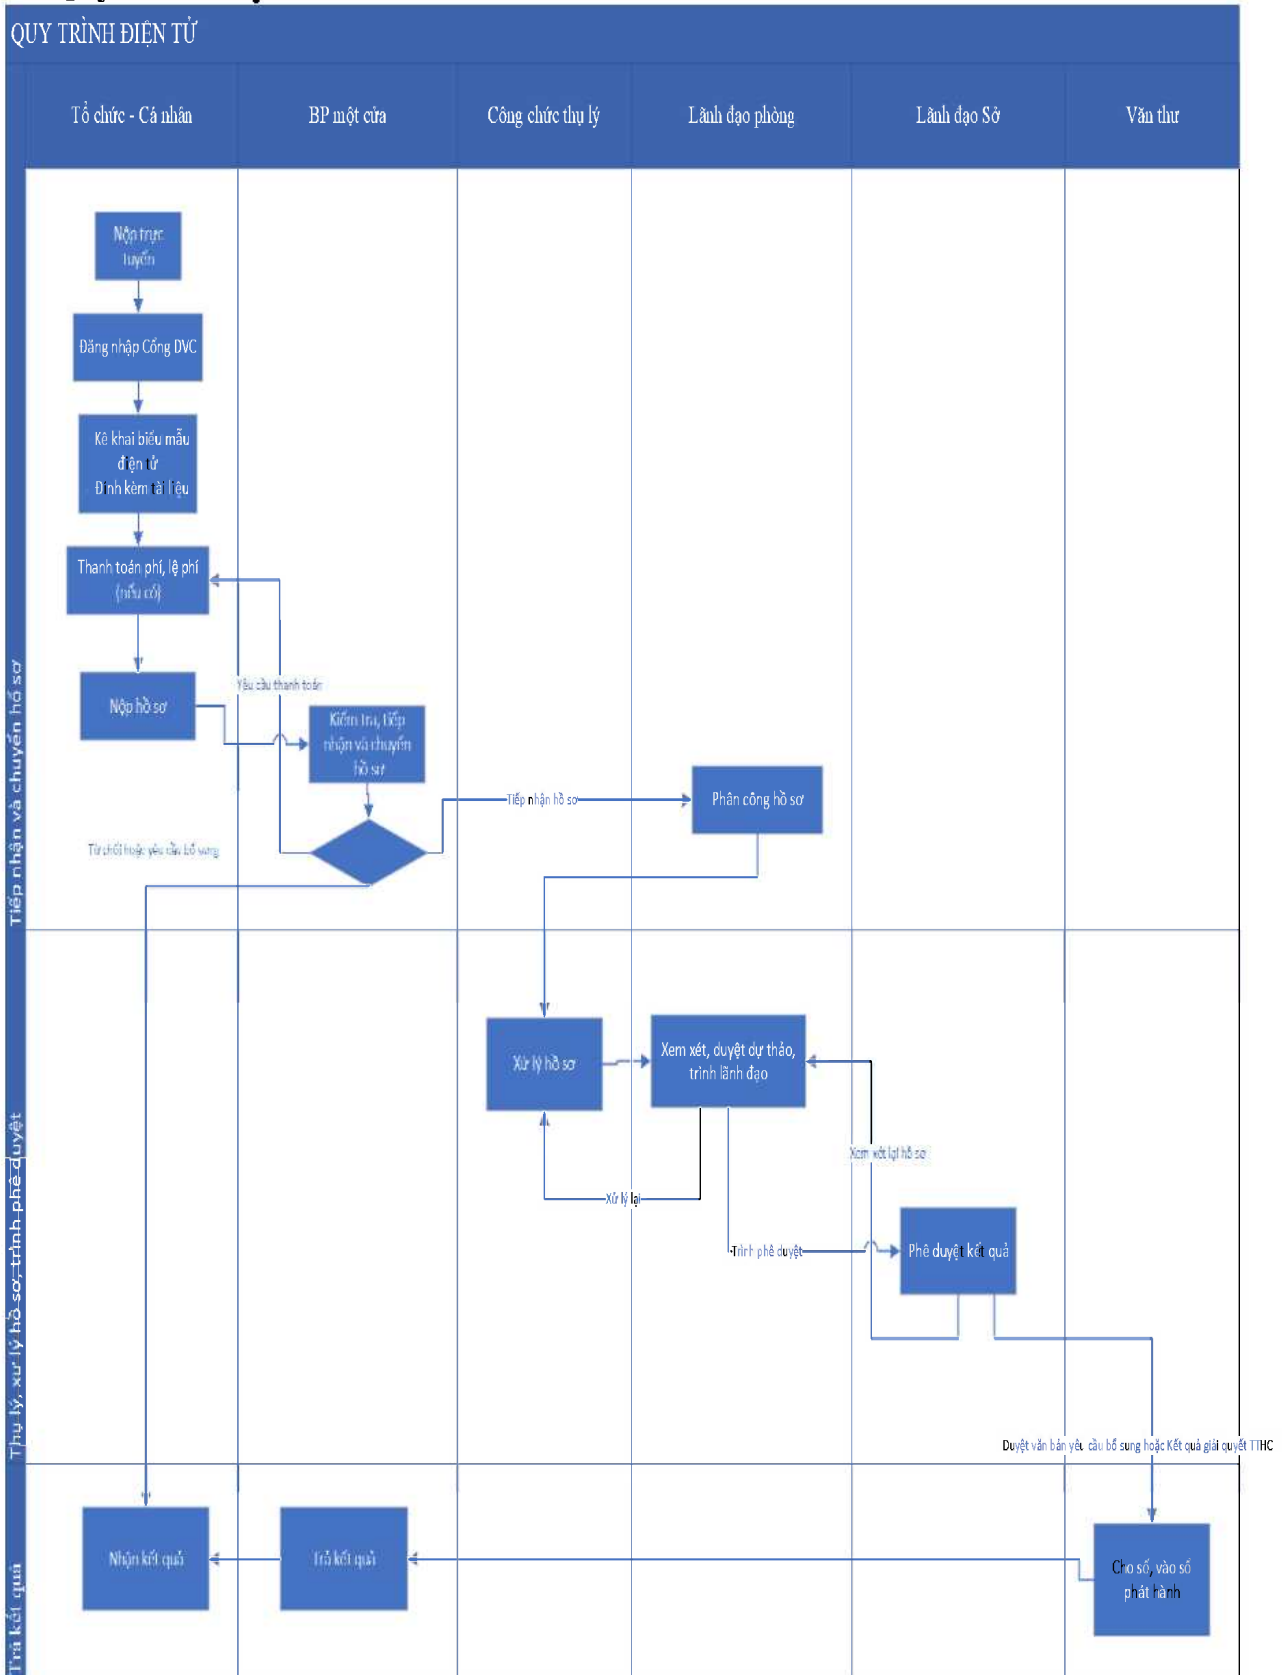 QUY TRÌNH ĐIỆN TỬ
Tổ chức - Cá nhân
BP một cửa
Công chức thụ lý
Lãnh đạo phòng
Lãnh đạo Sở
Văn thư
Tiếp nhận và chuyển hồ sơ
Nộp trực
tuyến
Đăng nhập Cổng DVC
Kê khai biểu mẫu
điện tử
Đính kèm tài liệu
Thanh toán phí, lệ phí
(nếu có)
Yêu cầu thanh toán
Nộp hồ sơ
Kiểm tra, tiếp
nhận và chuyển
hồ sơ
Tiếp nhận hồ sơ
Phân công hồ sơ
Từ chối hoặc yêu cầu bổ sung
Thụ lý, xử lý hồ sơ, trình phê duyệt
Xử lý hồ sơ
Xem xét, duyệt dự thảo,
trình lãnh đạo
Xem xét lại hồ sơ
Xử lý lại
Trình phê duyệt
Phê duyệt kết quả
Duyệt văn bản yêu cầu bổ sung hoặc Kết quả giải quyết TTHC
Trả kết quả
Nhận kết quả
Trả kết quả
Cho số, vào sổ
phát hành